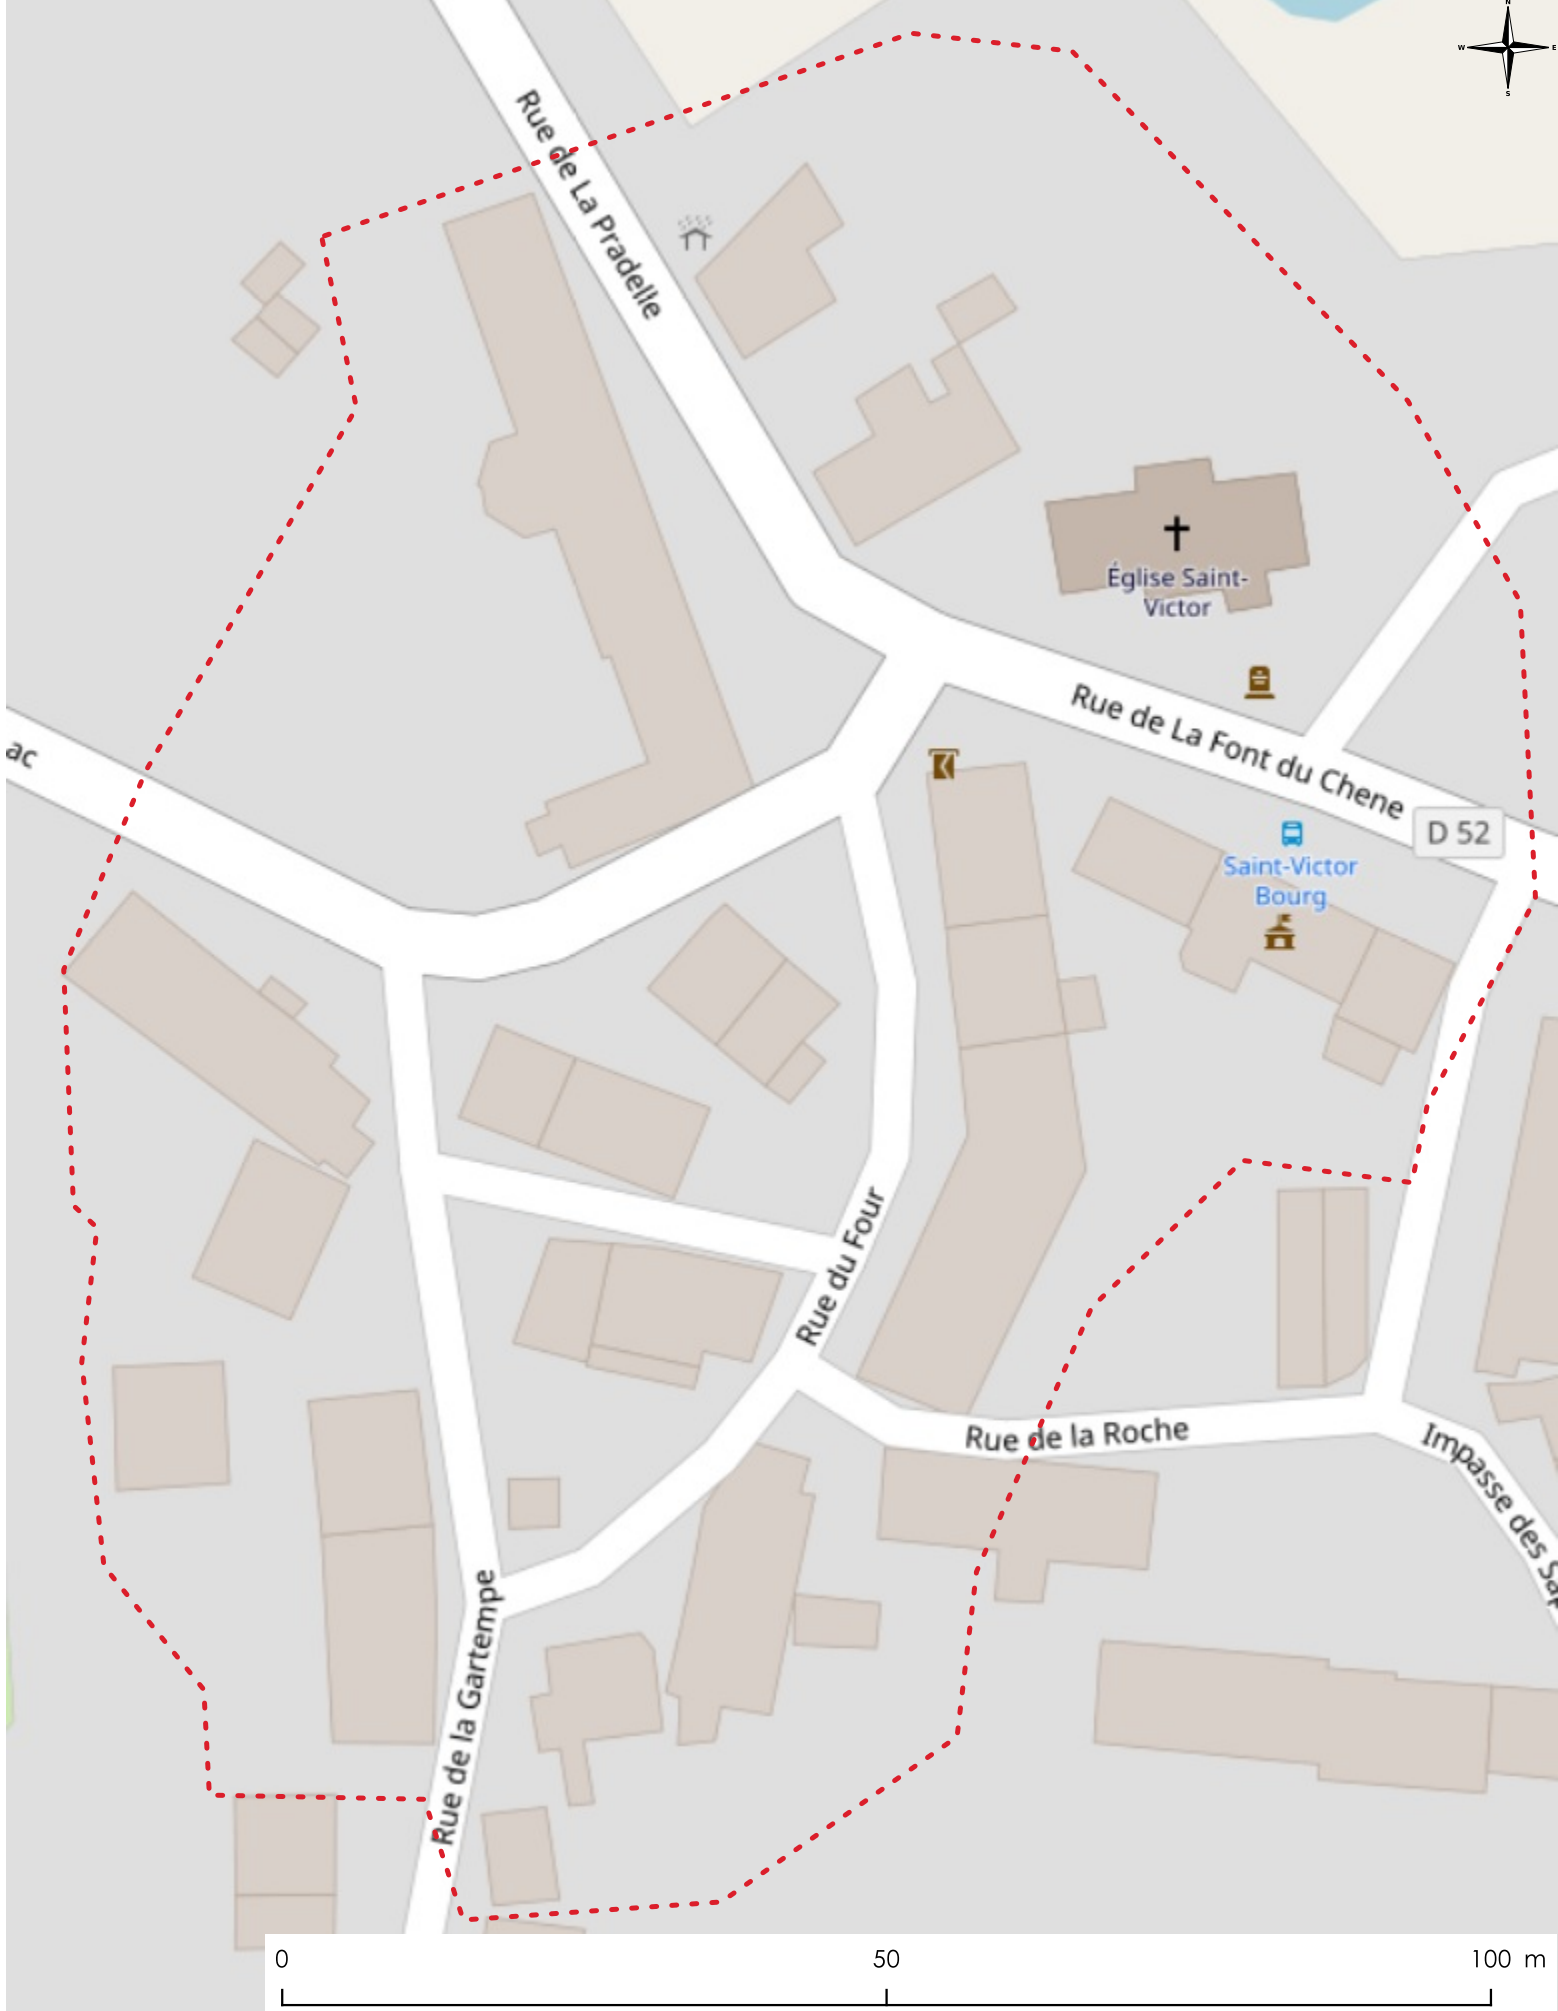 N
W
E
S
Rue de La Pradelle
Église Saint-
Victor
Rue de La Font du Chene
ac
D 52
Saint-Victor
Bourg
Rue du Four
Rue de la Roche
Impasse des Sap
Rue de la Gartempe
0
50
100 m